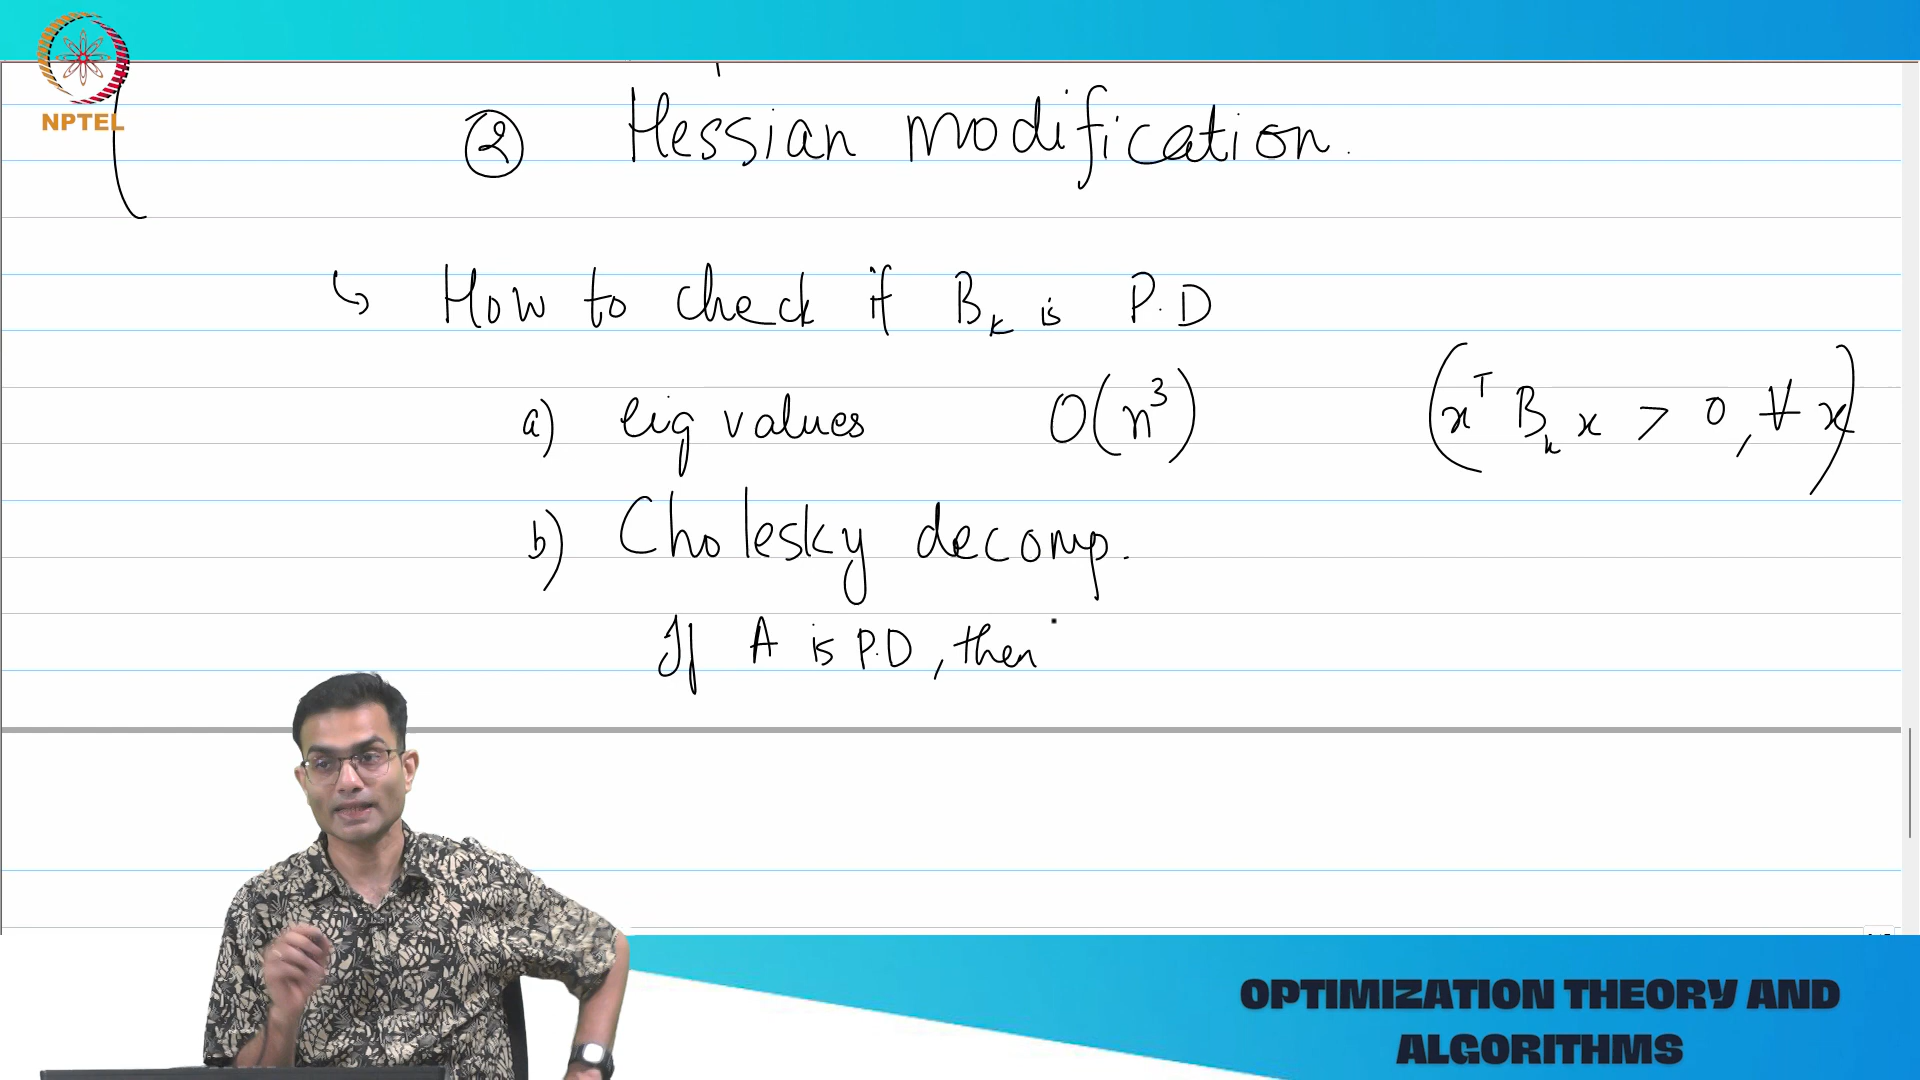 NPTEL
② Hessian modification.
↳ How to check if Bₖ is P.D
a) eig values O(n³) (xᵀ Bₖ x > 0, ∀ x)
b) Cholesky decomp.
If A is P.D, then
OPTIMIZATION THEORY AND
ALGORITHMS